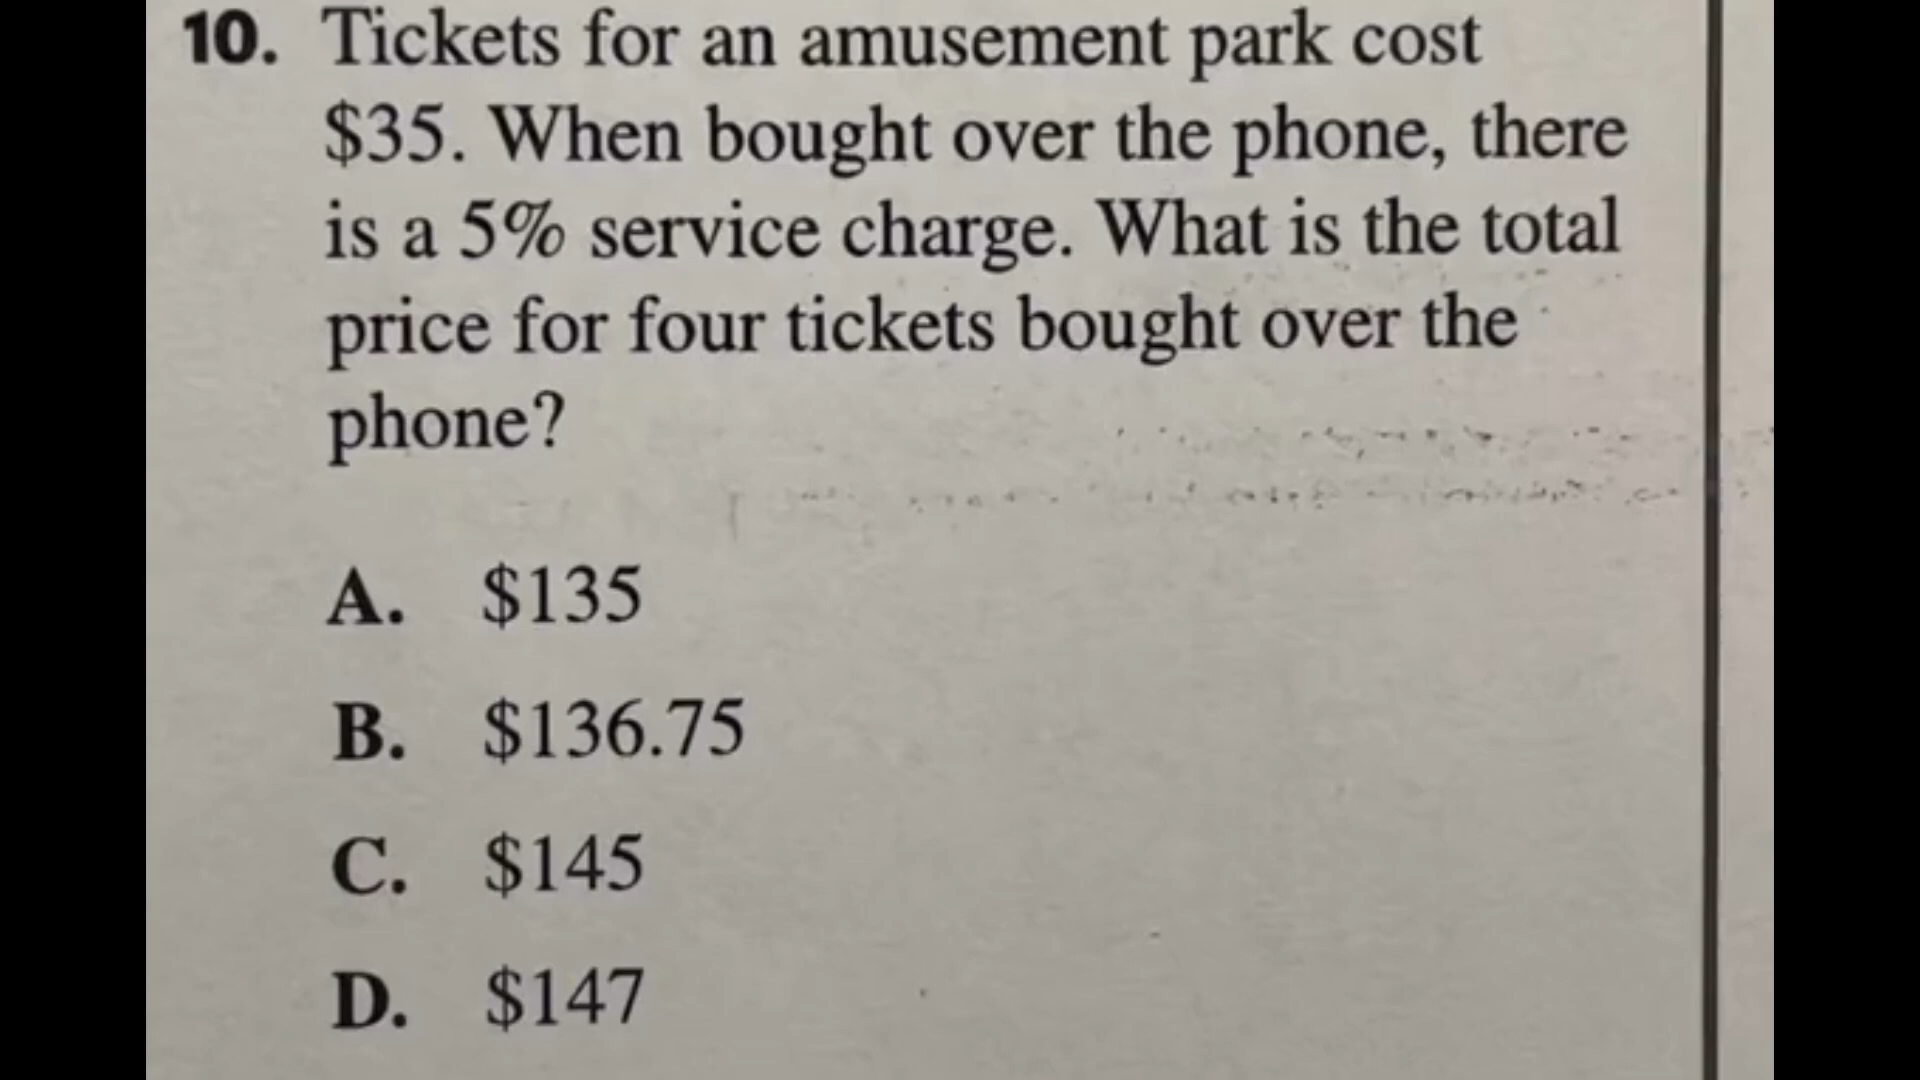 10. Tickets for an amusement park cost
$35. When bought over the phone, there
is a 5% service charge. What is the total
price for four tickets bought over the
phone?
A. $135
B. $136.75
C. $145
D. $147